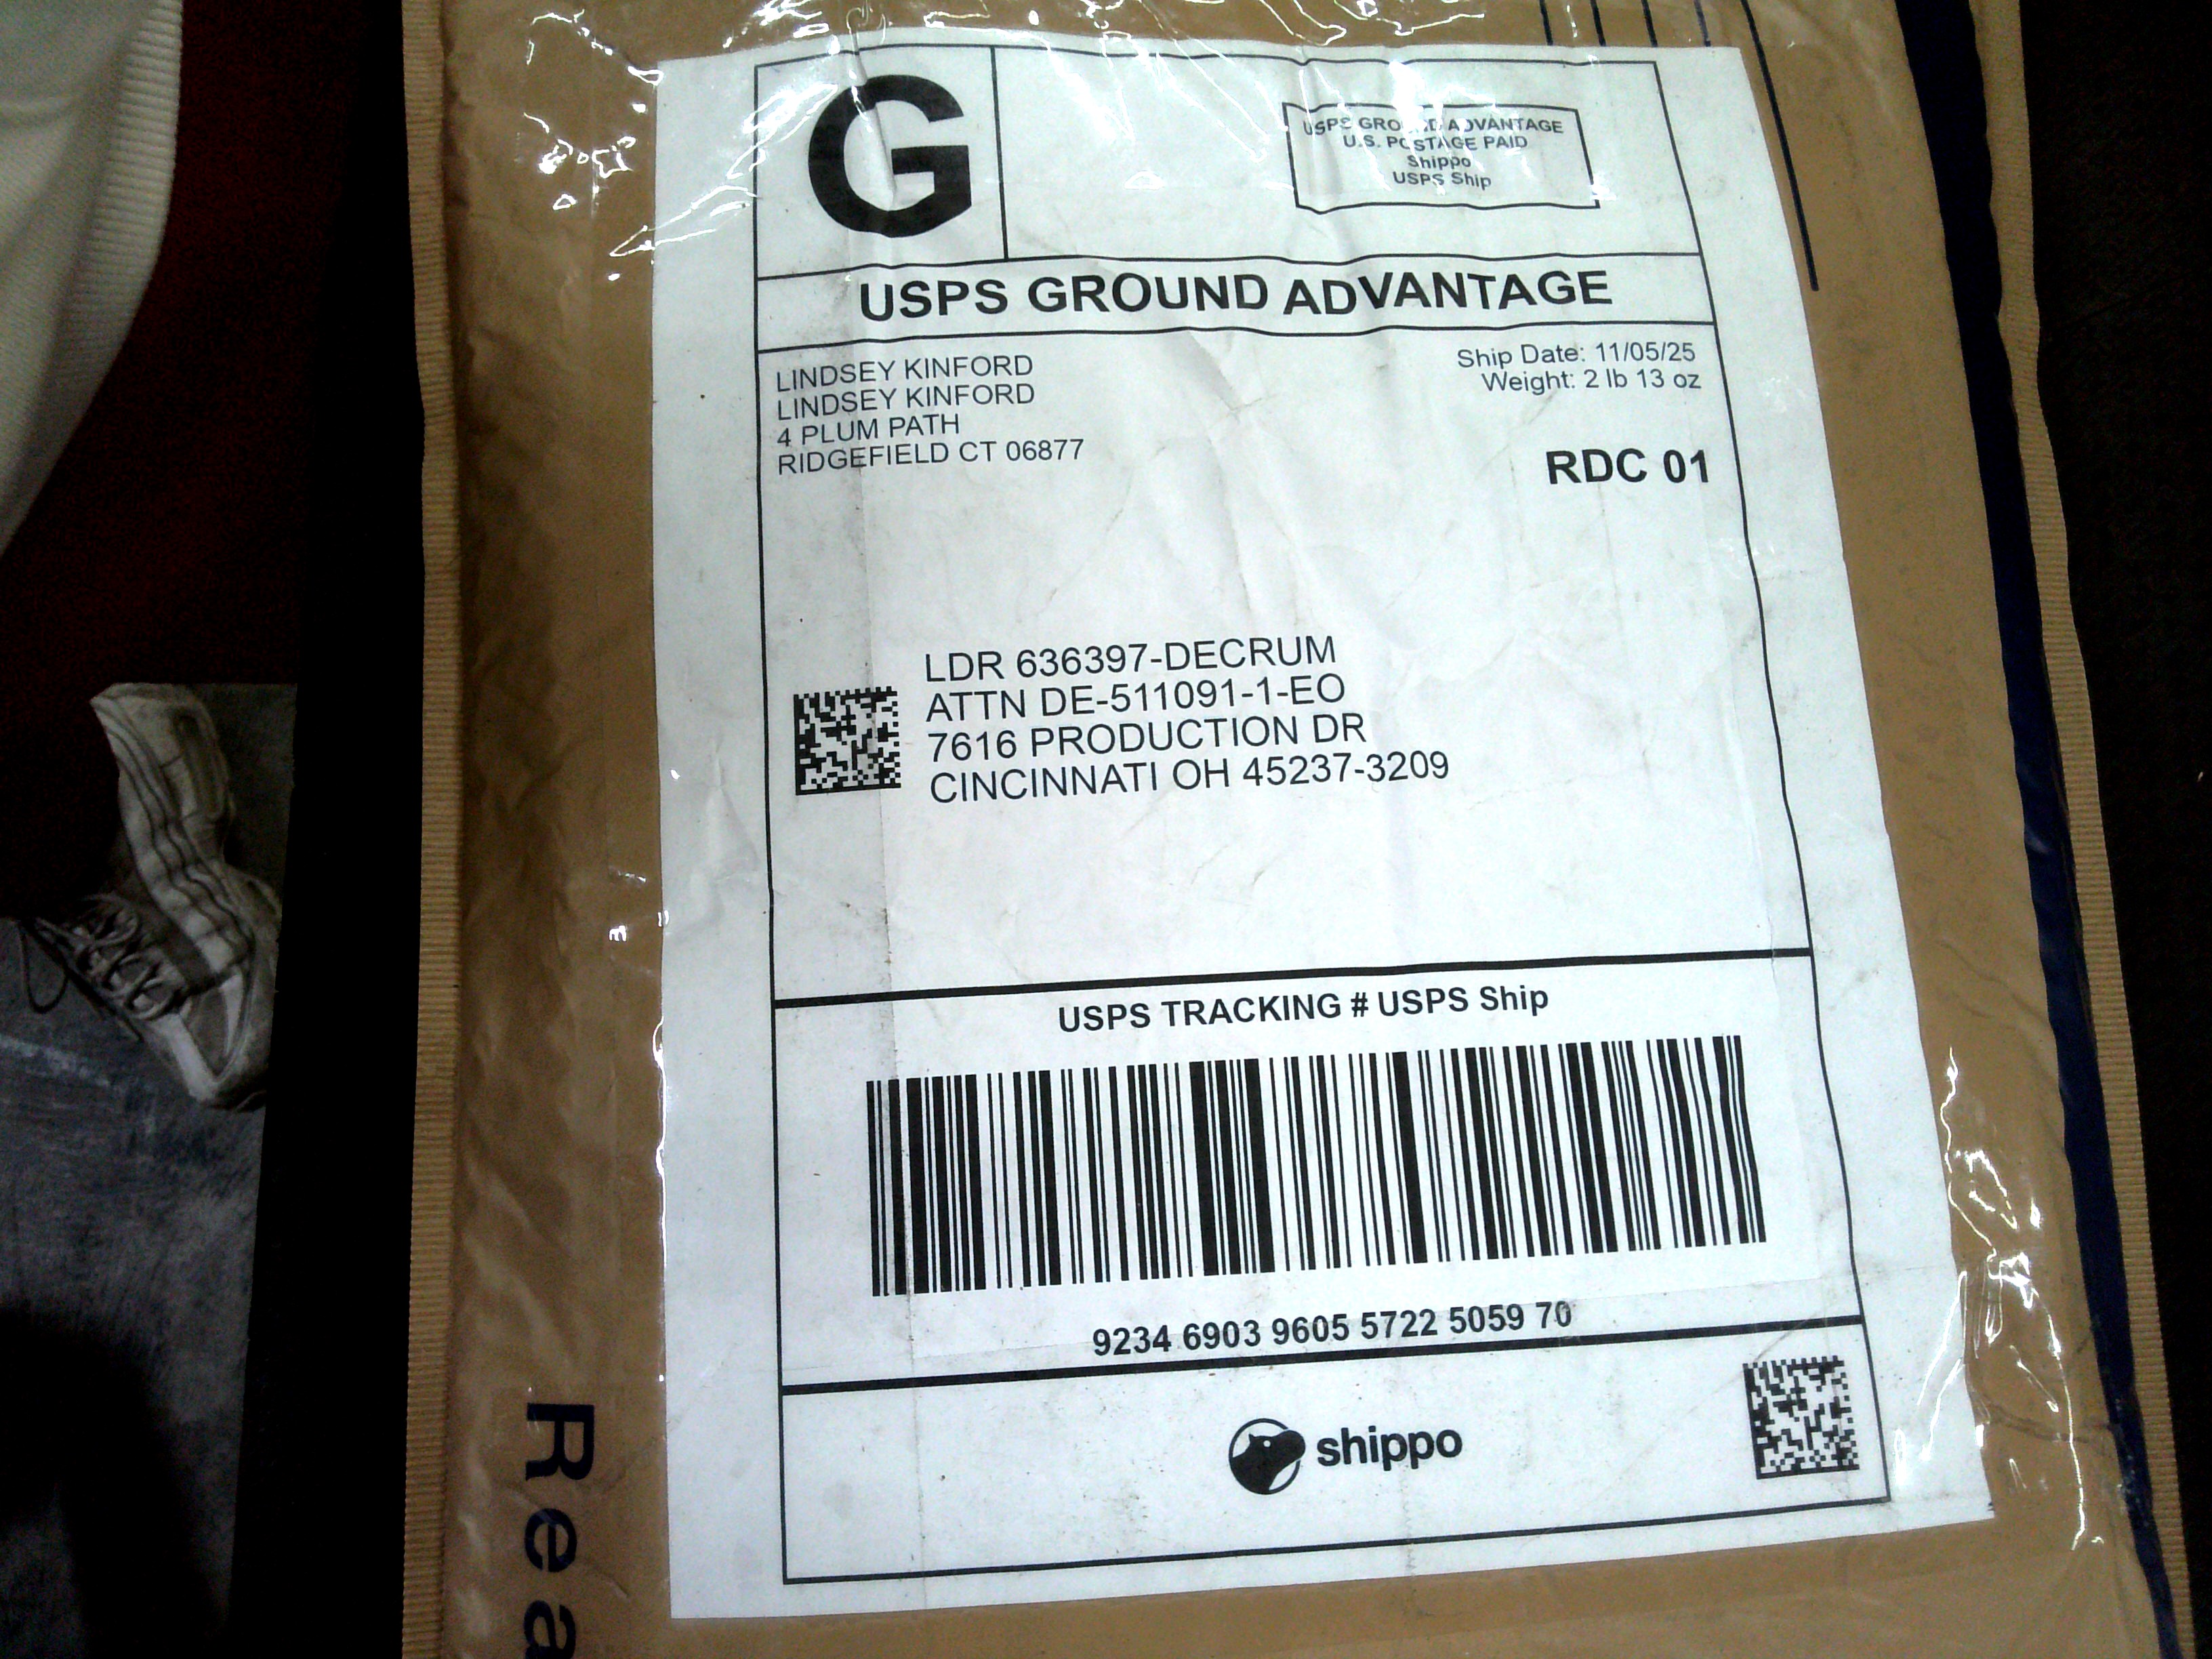 G
USPS GROUND ADVANTAGE
U.S. POSTAGE PAID
Shippo
USPS Ship
USPS GROUND ADVANTAGE
LINDSEY KINFORD
LINDSEY KINFORD
4 PLUM PATH
RIDGEFIELD CT 06877
Ship Date: 11/05/25
Weight: 2 lb 13 oz
RDC 01
LDR 636397-DECRUM
ATTN DE-511091-1-EO
7616 PRODUCTION DR
CINCINNATI OH 45237-3209
USPS TRACKING # USPS Ship
9234 6903 9605 5722 5059 70
shippo
Rea